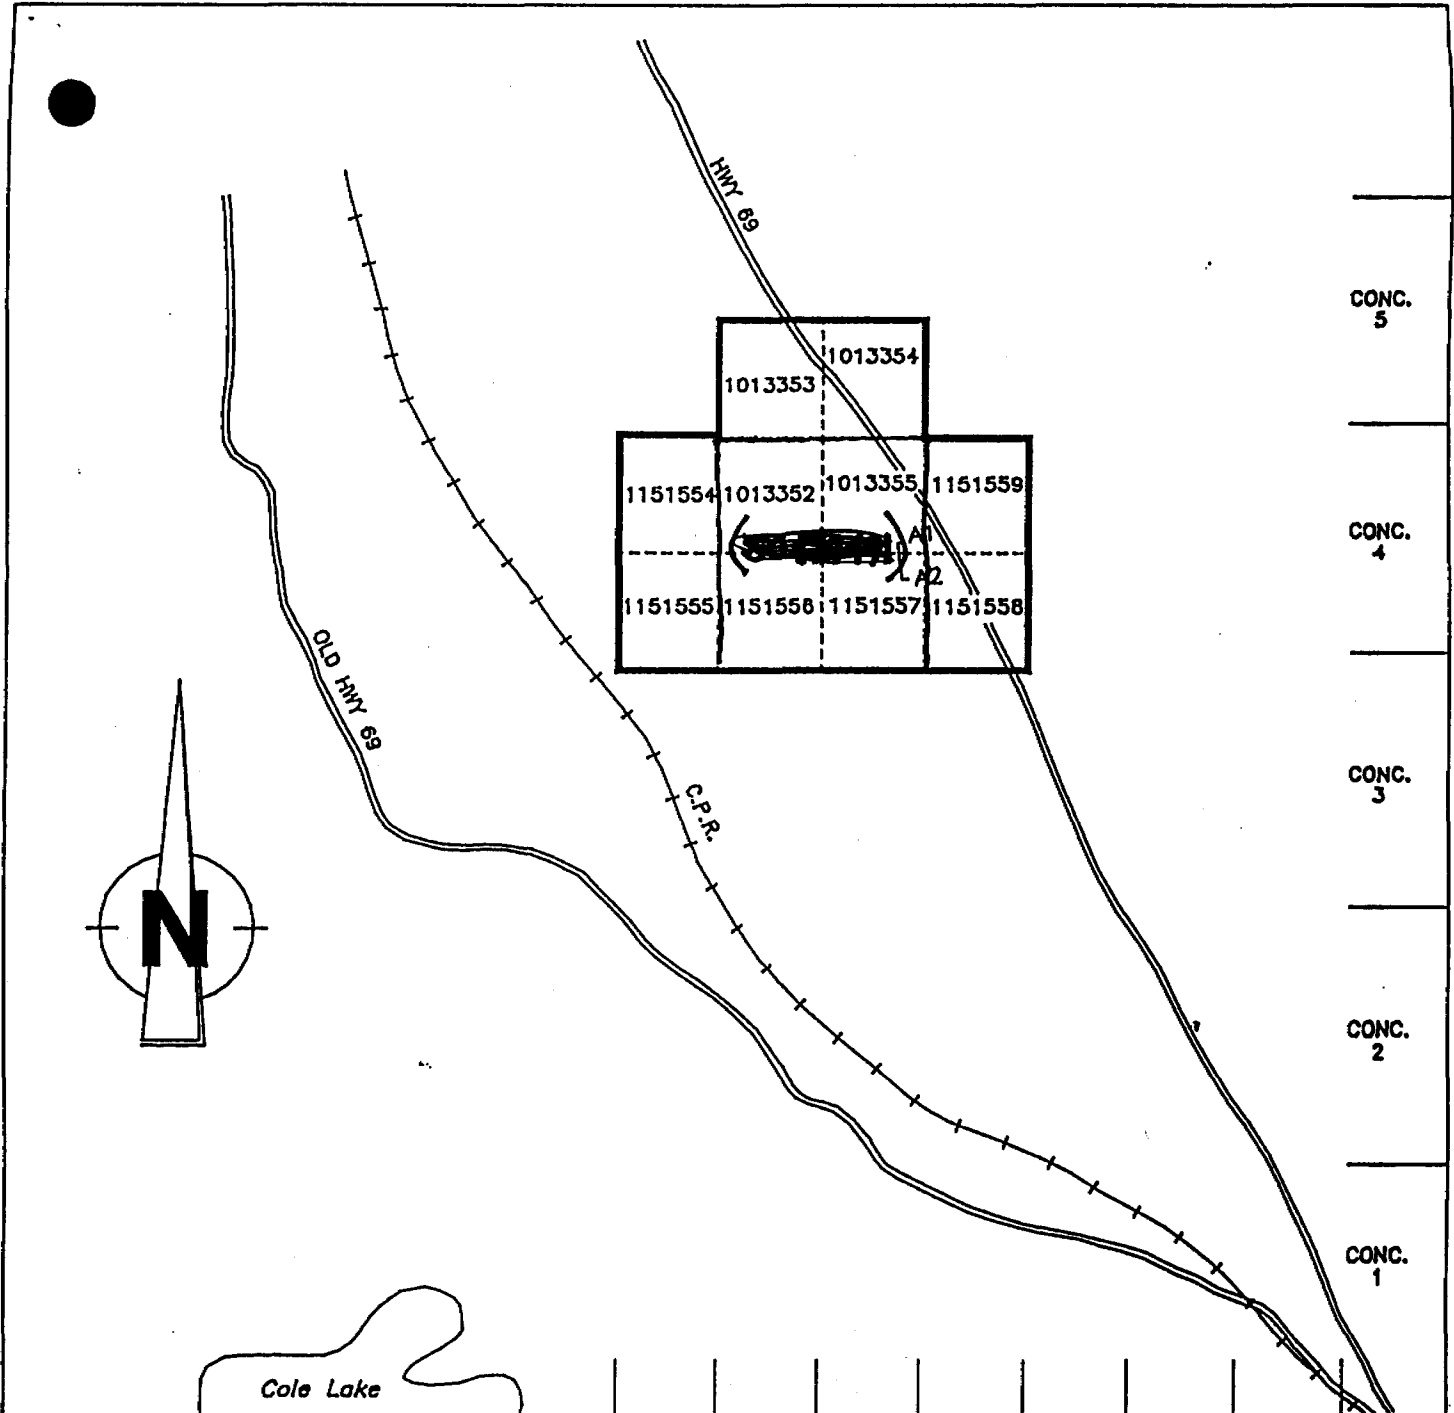 HWY 69
CONC.
5
1013354
1013353
1151554 1013352 1013355 1151559
A1
CONC.
4
A2
1151555 1151556 1151557 1151558
OLD HWY 69
C.P.R.
CONC.
3
N
CONC.
2
CONC.
1
Cole Lake